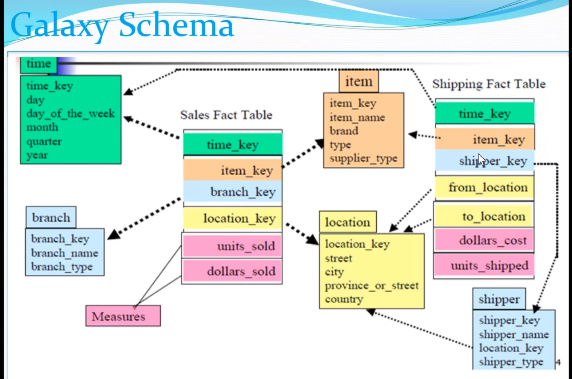 Galaxy Schema
time
time_key
day
day_of_the_week
month
quarter
year
Sales Fact Table
time_key
item_key
branch_key
location_key
units_sold
dollars_sold
Measures
branch
branch_key
branch_name
branch_type
item
item_key
item_name
brand
type
supplier_type
location
location_key
street
city
province_or_street
country
Shipping Fact Table
time_key
item_key
shipper_key
from_location
to_location
dollars_cost
units_shipped
shipper
shipper_key
shipper_name
location_key
shipper_type
4